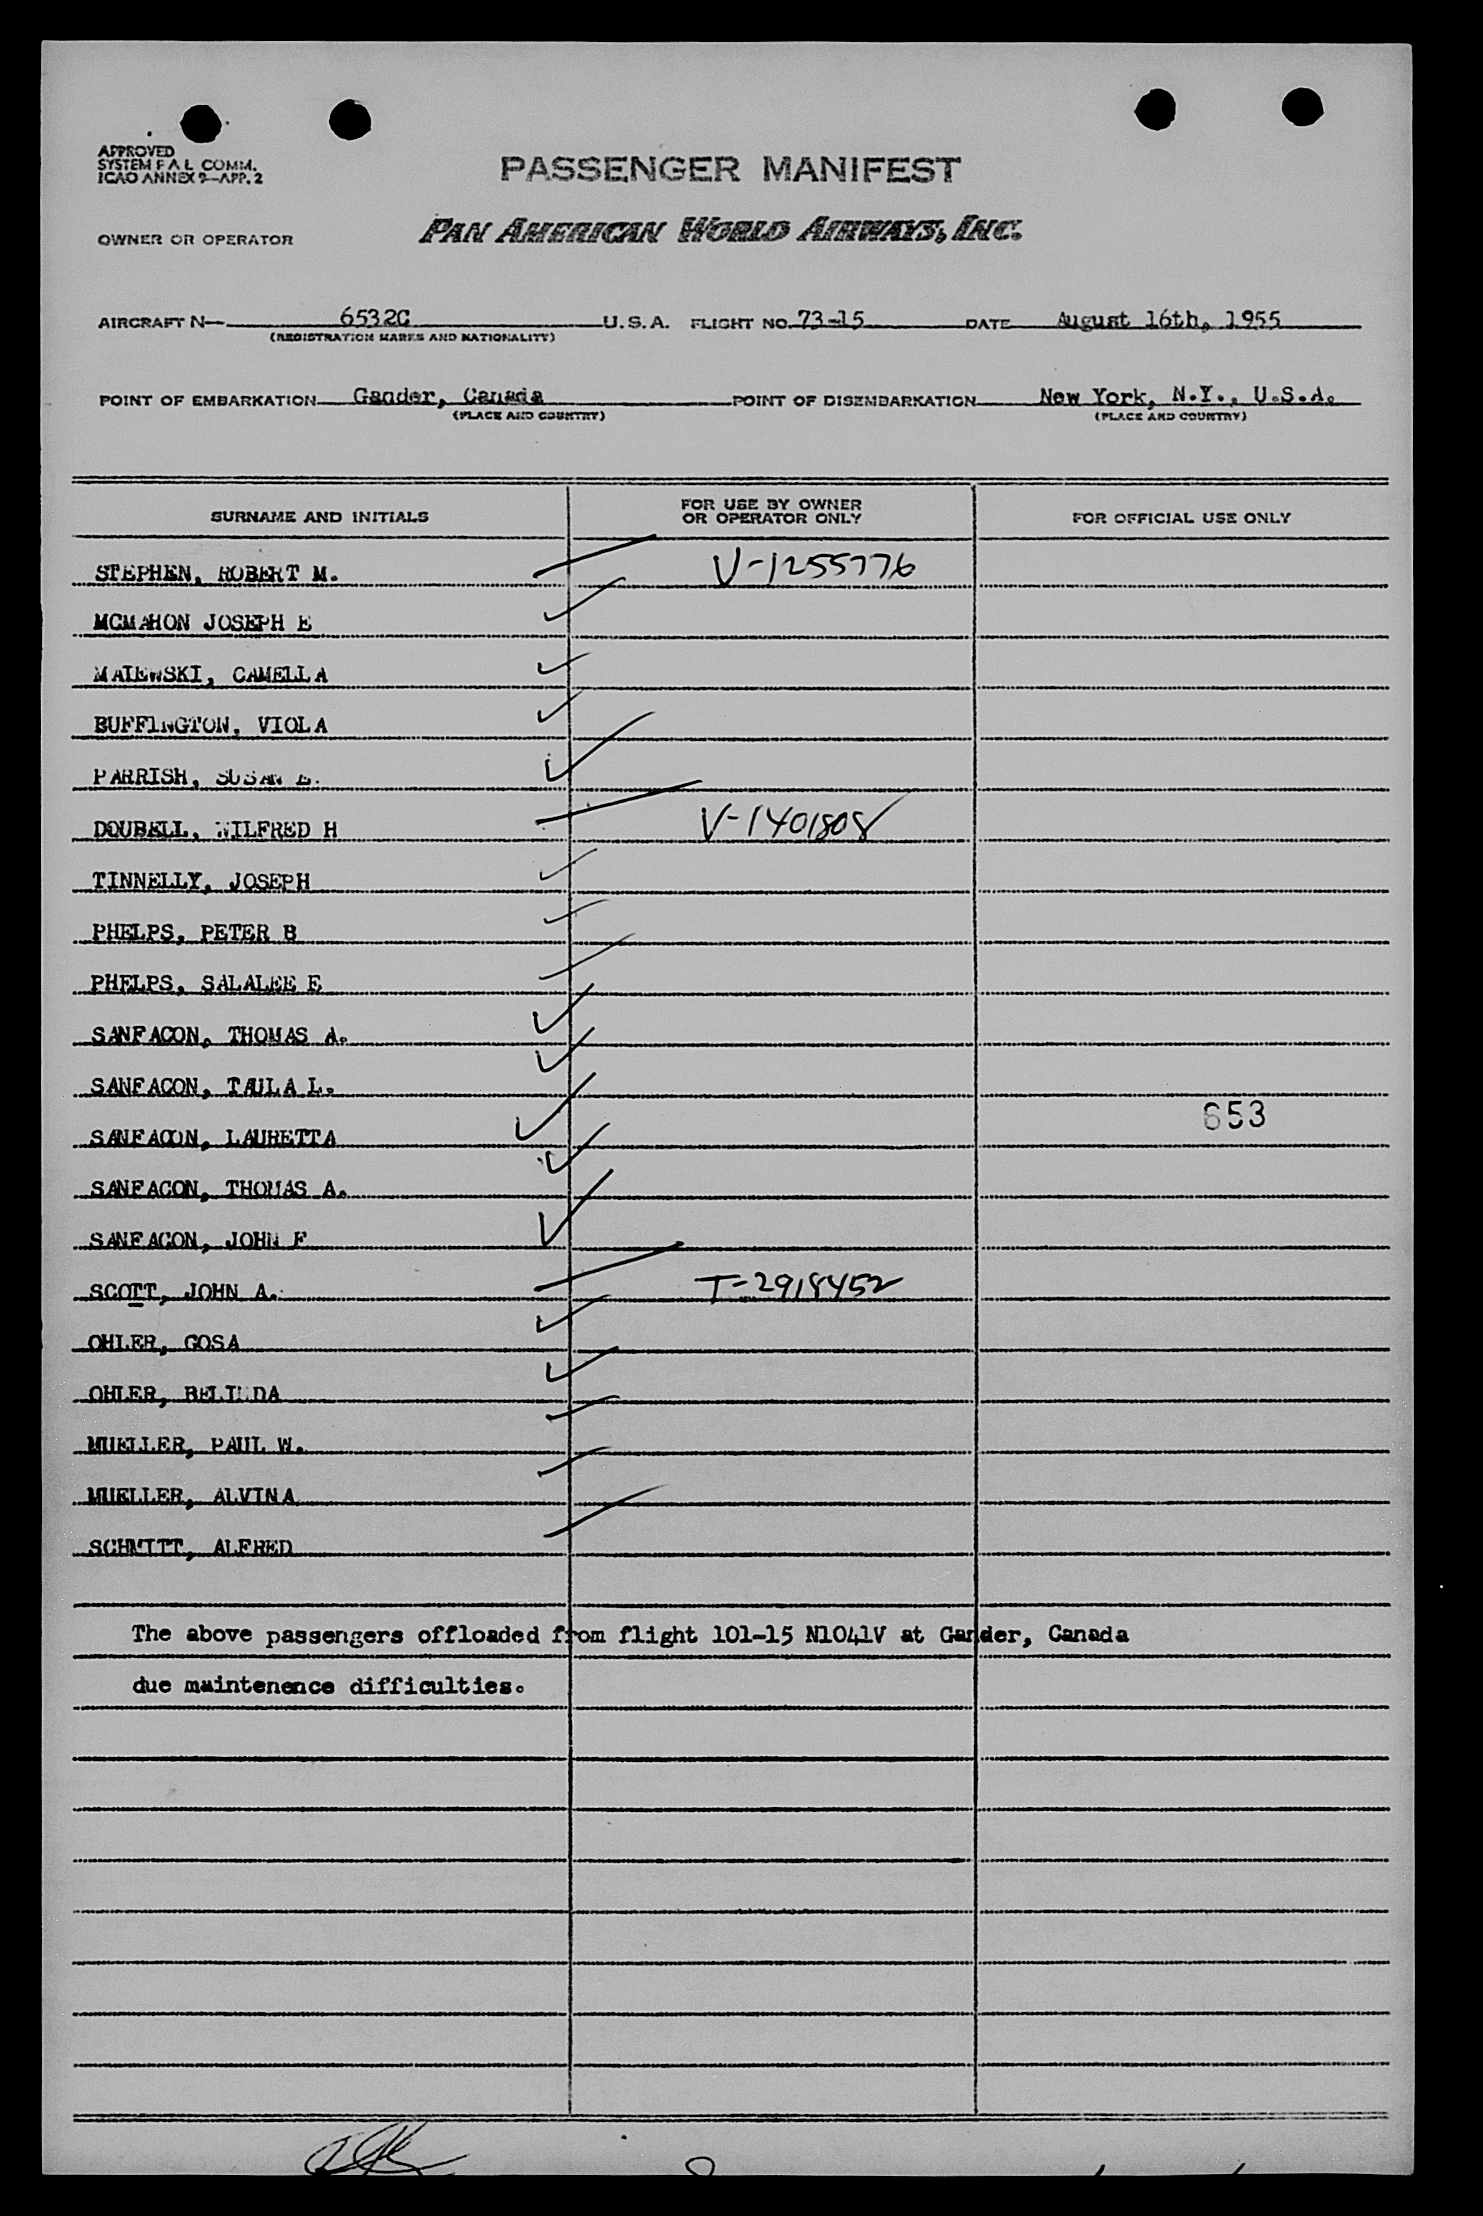 APPROVED
SYSTEM F A L COMM.
ICAO ANNEX 9—APP. 2
PASSENGER MANIFEST
OWNER OR OPERATOR
PAN AMERICAN WORLD AIRWAYS, INC.
AIRCRAFT N— 6532C U. S. A. FLIGHT NO. 73-15 DATE August 16th, 1955
(REGISTRATION MARKS AND NATIONALITY)
POINT OF EMBARKATION Gander, Canada POINT OF DISEMBARKATION New York, N.Y., U.S.A.
(PLACE AND COUNTRY) (PLACE AND COUNTRY)
SURNAME AND INITIALS FOR USE BY OWNER OR OPERATOR ONLY FOR OFFICIAL USE ONLY
STEPHEN, ROBERT M. V-1255776
MCMAHON JOSEPH E
MAIEWSKI, CAMELLA
BUFFINGTON, VIOLA
PARRISH, SUSAN E.
DOUBELL, WILFRED H V-1401808
TINNELLY, JOSEPH
PHELPS, PETER B
PHELPS, SALALEE E
SANFACON, THOMAS A.
SANFACON, TAULA L.
653
SANFACON, LAURETTA
SANFACON, THOMAS A.
SANFACON, JOHN F
SCOTT, JOHN A. T-2918452
OHLER, GOSA
OHLER, BELINDA
MUELLER, PAUL W.
MUELLER, ALVINA
SCHMITT, ALFRED
The above passengers offloaded from flight 101-15 N1041V at Gander, Canada
due maintenence difficulties.